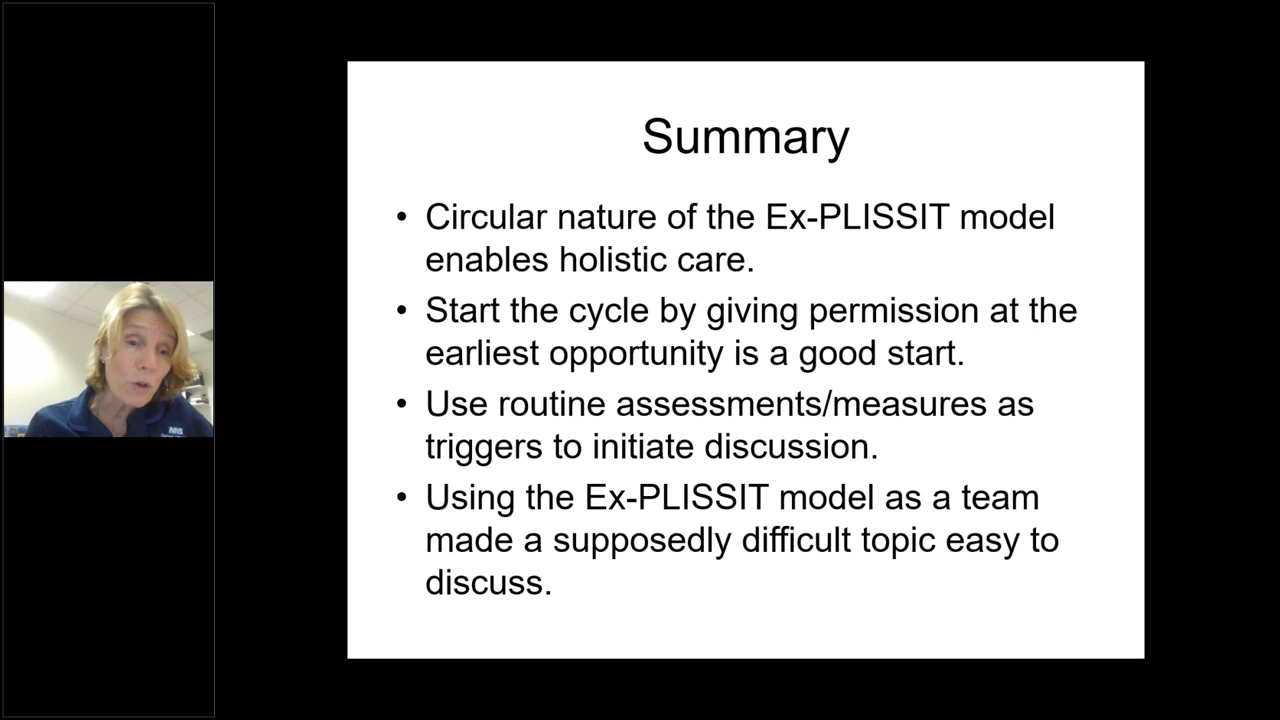 Summary
• Circular nature of the Ex-PLISSIT model
enables holistic care.
• Start the cycle by giving permission at the
earliest opportunity is a good start.
• Use routine assessments/measures as
triggers to initiate discussion.
• Using the Ex-PLISSIT model as a team
made a supposedly difficult topic easy to
discuss.
NHS